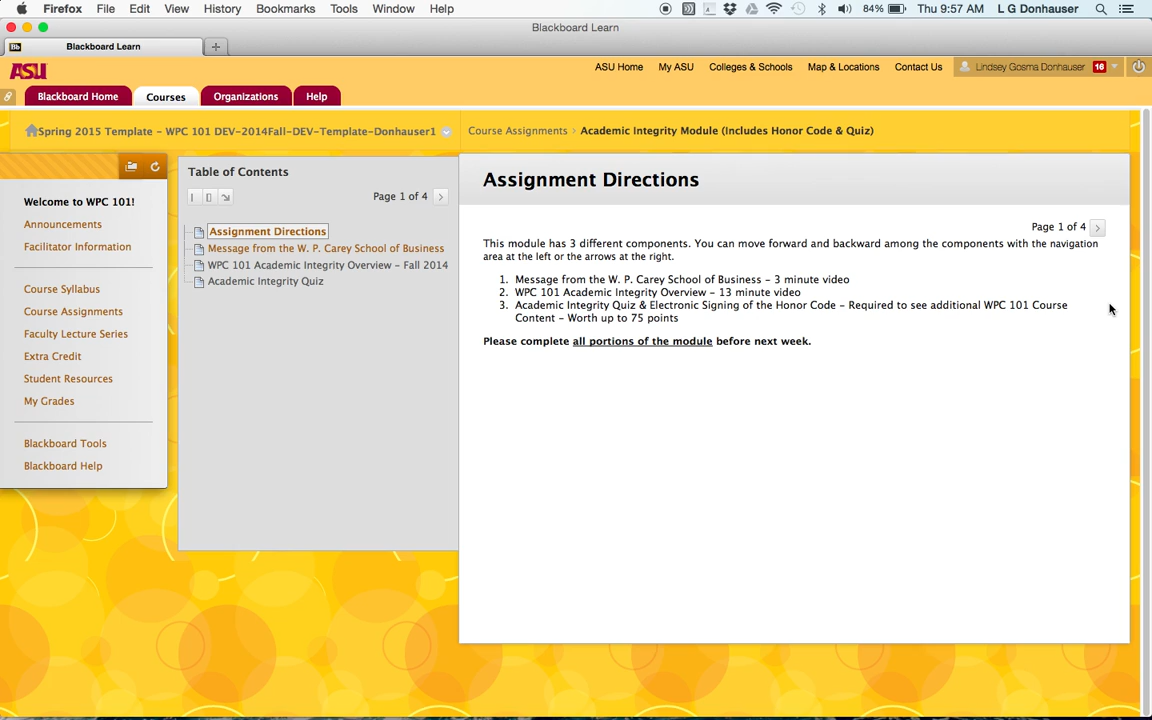 Firefox File Edit View History Bookmarks Tools Window Help 84% Thu 9:57 AM L G Donhauser
Blackboard Learn
Bb Blackboard Learn +
ASU ASU Home My ASU Colleges & Schools Map & Locations Contact Us Lindsey Gosma Donhauser 16
Blackboard Home Courses Organizations Help
Spring 2015 Template - WPC 101 DEV-2014Fall-DEV-Template-Donhauser1 Course Assignments > Academic Integrity Module (Includes Honor Code & Quiz)
Welcome to WPC 101!
Announcements
Facilitator Information
Course Syllabus
Course Assignments
Faculty Lecture Series
Extra Credit
Student Resources
My Grades
Blackboard Tools
Blackboard Help
Table of Contents
Page 1 of 4 >
Assignment Directions
Message from the W. P. Carey School of Business
WPC 101 Academic Integrity Overview - Fall 2014
Academic Integrity Quiz
Assignment Directions
Page 1 of 4 >
This module has 3 different components. You can move forward and backward among the components with the navigation
area at the left or the arrows at the right.
1. Message from the W. P. Carey School of Business - 3 minute video
2. WPC 101 Academic Integrity Overview - 13 minute video
3. Academic Integrity Quiz & Electronic Signing of the Honor Code - Required to see additional WPC 101 Course
Content - Worth up to 75 points
Please complete all portions of the module before next week.